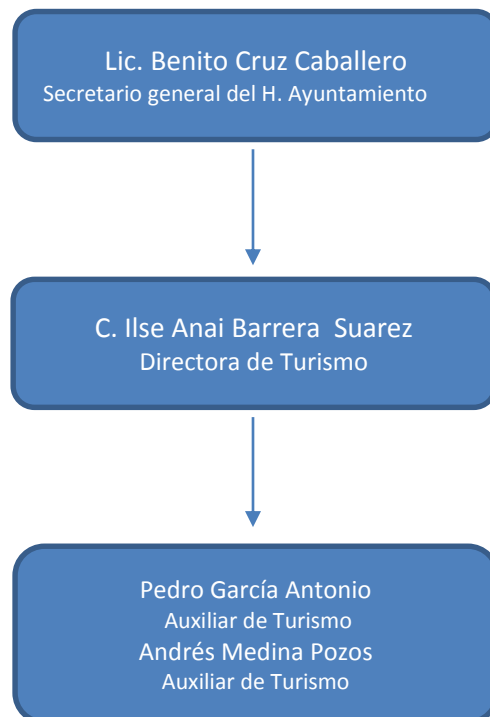 Lic. Benito Cruz Caballero
Secretario general del H. Ayuntamiento
C. Ilse Anai Barrera Suarez
Directora de Turismo
Pedro García Antonio
Auxiliar de Turismo
Andrés Medina Pozos
Auxiliar de Turismo